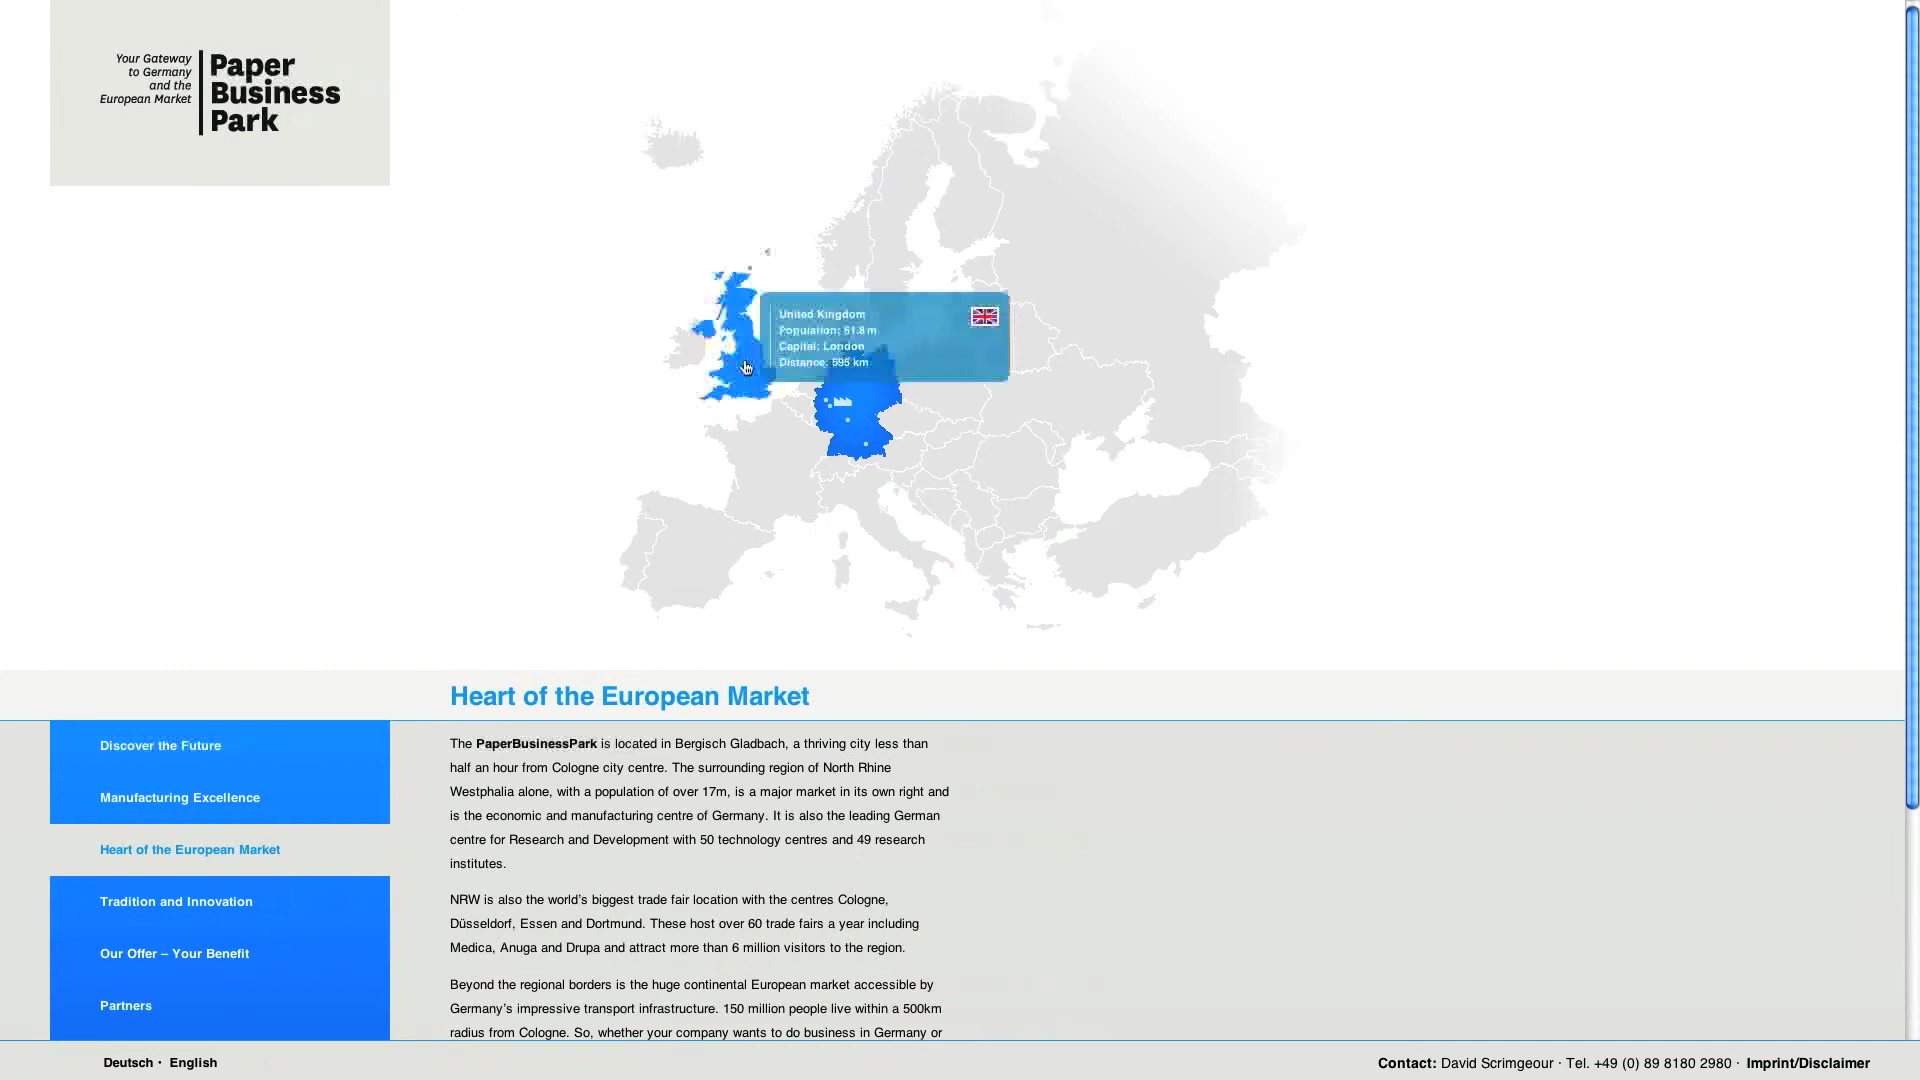 Your Gateway
to Germany
and the
European Market
Paper
Business
Park
United Kingdom
Population: 61.8 m
Capital: London
Distance: 595 km
Heart of the European Market
Discover the Future
Manufacturing Excellence
Heart of the European Market
Tradition and Innovation
Our Offer – Your Benefit
Partners
The PaperBusinessPark is located in Bergisch Gladbach, a thriving city less than
half an hour from Cologne city centre. The surrounding region of North Rhine
Westphalia alone, with a population of over 17m, is a major market in its own right and
is the economic and manufacturing centre of Germany. It is also the leading German
centre for Research and Development with 50 technology centres and 49 research
institutes.
NRW is also the world’s biggest trade fair location with the centres Cologne,
Düsseldorf, Essen and Dortmund. These host over 60 trade fairs a year including
Medica, Anuga and Drupa and attract more than 6 million visitors to the region.
Beyond the regional borders is the huge continental European market accessible by
Germany’s impressive transport infrastructure. 150 million people live within a 500km
radius from Cologne. So, whether your company wants to do business in Germany or
Deutsch · English
Contact: David Scrimgeour · Tel. +49 (0) 89 8180 2980 · Imprint/Disclaimer